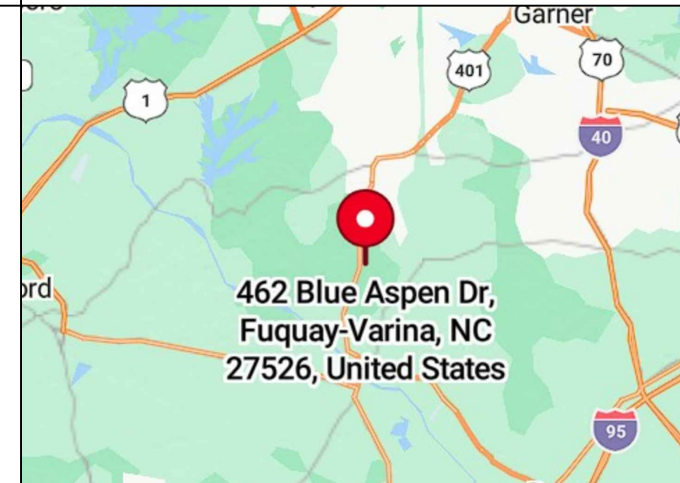 Garner
401
70
1
40
462 Blue Aspen Dr,
Fuquay-Varina, NC
27526, United States
95